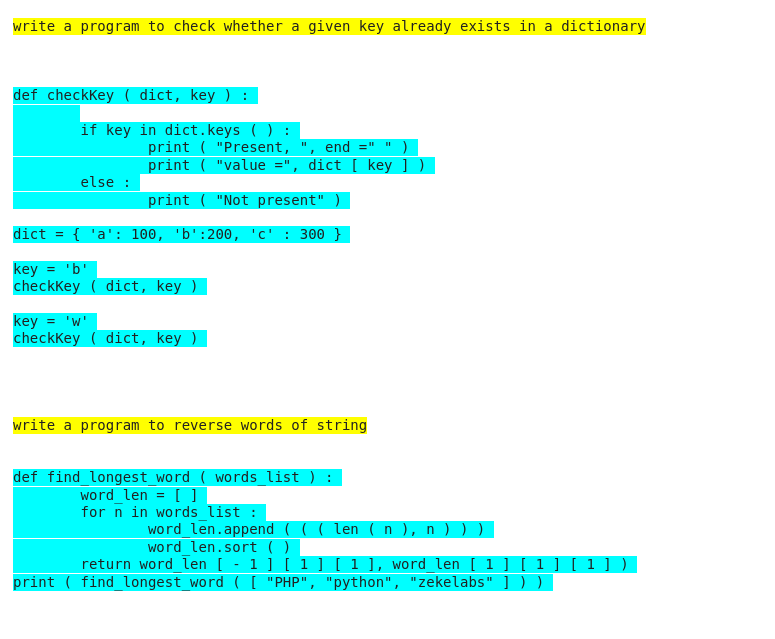 write a program to check whether a given key already exists in a dictionary
def checkKey ( dict, key ) :
if key in dict.keys ( ) :
print ( "Present, ", end =" " )
print ( "value =", dict [ key ] )
else :
print ( "Not present" )
dict = { 'a': 100, 'b':200, 'c' : 300 }
key = 'b'
checkKey ( dict, key )
key = 'w'
checkKey ( dict, key )
write a program to reverse words of string
def find_longest_word ( words_list ) :
word_len = [ ]
for n in words_list :
word_len.append ( ( ( len ( n ), n ) ) )
word_len.sort ( )
return word_len [ - 1 ] [ 1 ] [ 1 ], word_len [ 1 ] [ 1 ] [ 1 ] )
print ( find_longest_word ( [ "PHP", "python", "zekelabs" ] ) )